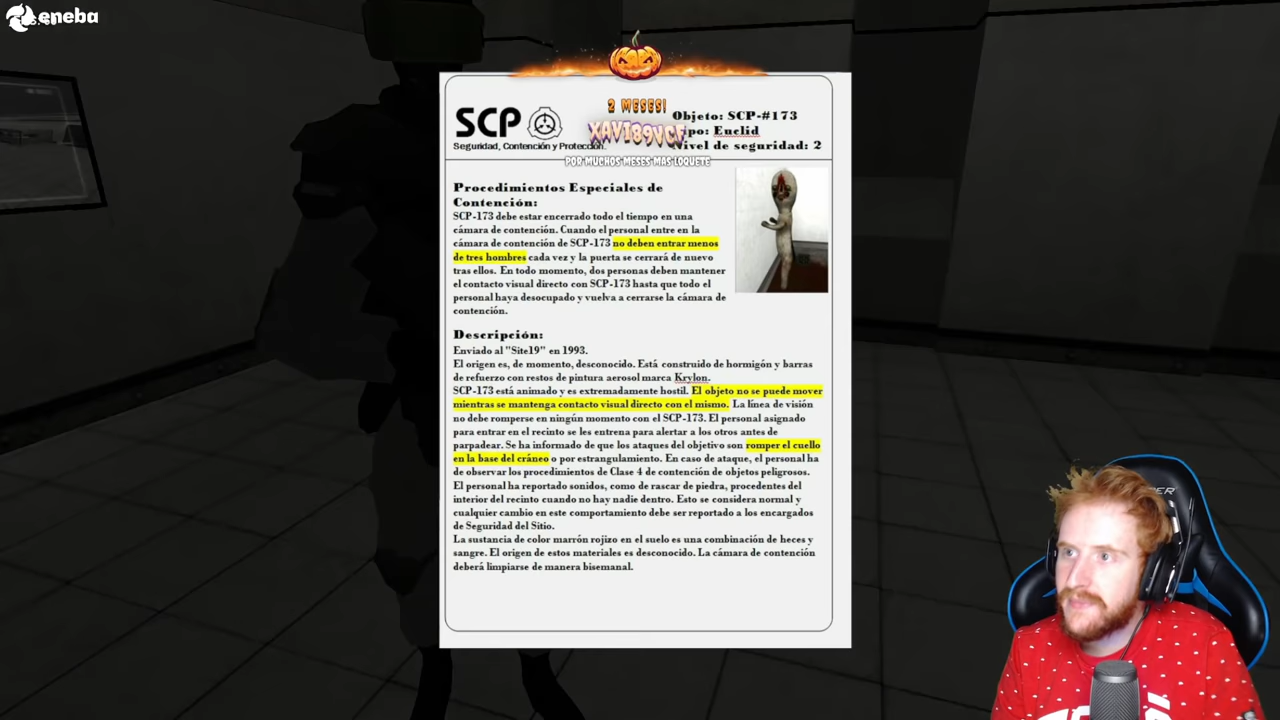 eneba
2 MESES!
XAVI89VCF
POR MUCHOS MESES MAS LOQUETE
SCP
Seguridad, Contención y Protección.
Objeto: SCP-#173
Tipo: Euclid
Nivel de seguridad: 2
Procedimientos Especiales de
Contención:
SCP-173 debe estar encerrado todo el tiempo en una
cámara de contención. Cuando el personal entre en la
cámara de contención de SCP-173 no deben entrar menos
de tres hombres cada vez y la puerta se cerrará de nuevo
tras ellos. En todo momento, dos personas deben mantener
el contacto visual directo con SCP-173 hasta que todo el
personal haya desocupado y vuelva a cerrarse la cámara de
contención.
Descripción:
Enviado al "Site19" en 1993.
El origen es, de momento, desconocido. Está construido de hormigón y barras
de refuerzo con restos de pintura aerosol marca Krylon.
SCP-173 está animado y es extremadamente hostil. El objeto no se puede mover
mientras se mantenga contacto visual directo con el mismo. La línea de visión
no debe romperse en ningún momento con el SCP-173. El personal asignado
para entrar en el recinto se les entrena para alertar a los otros antes de
parpadear. Se ha informado de que los ataques del objetivo son romper el cuello
en la base del cráneo o por estrangulamiento. En caso de ataque, el personal ha
de observar los procedimientos de Clase 4 de contención de objetos peligrosos.
El personal ha reportado sonidos, como de rascar de piedra, procedentes del
interior del recinto cuando no hay nadie dentro. Esto se considera normal y
cualquier cambio en este comportamiento debe ser reportado a los encargados
de Seguridad del Sitio.
La sustancia de color marrón rojizo en el suelo es una combinación de heces y
sangre. El origen de estos materiales es desconocido. La cámara de contención
deberá limpiarse de manera bisemanal.